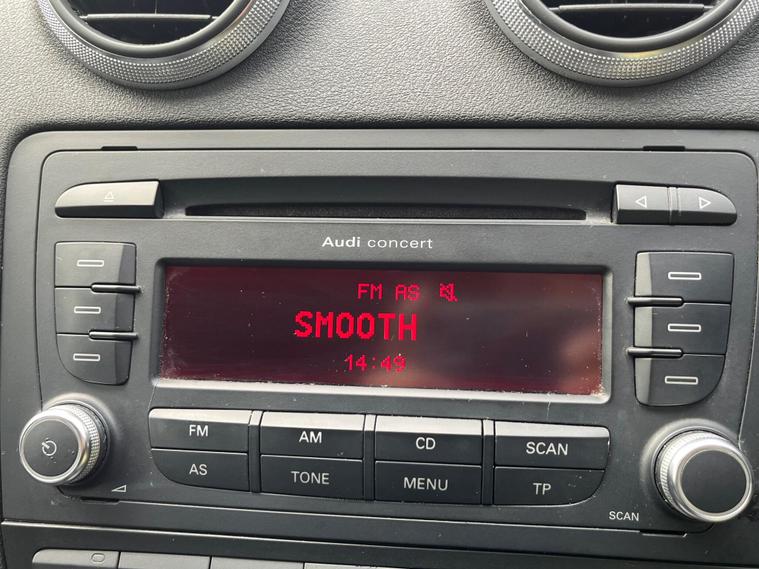 Audi concert
FM AS
SMOOTH
14:49
FM AM CD SCAN
AS TONE MENU TP
SCAN